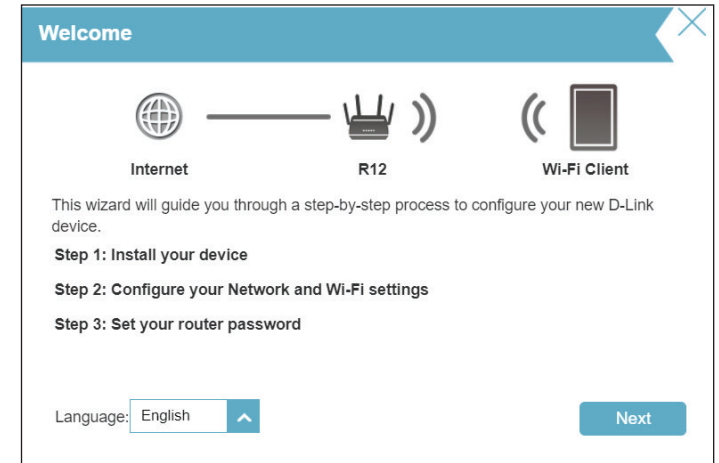 Welcome
Internet
R12
Wi-Fi Client
This wizard will guide you through a step-by-step process to configure your new D-Link
device.
Step 1: Install your device
Step 2: Configure your Network and Wi-Fi settings
Step 3: Set your router password
Language: English
Next